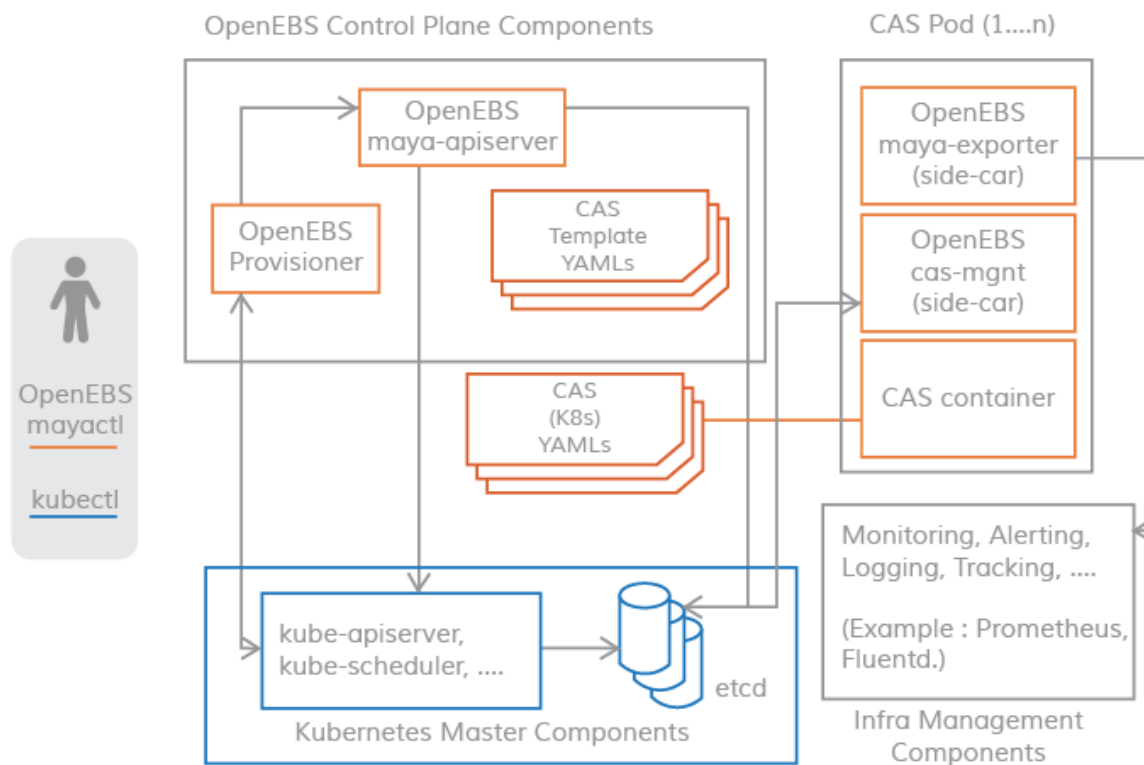 OpenEBS Control Plane Components
CAS Pod (1....n)
OpenEBS
maya-apiserver
OpenEBS
maya-exporter
(side-car)
CAS
Template
YAMLs
OpenEBS
Provisioner
OpenEBS
cas-mgnt
(side-car)
OpenEBS
mayactl
kubectl
CAS
(K8s)
YAMLs
CAS container
Monitoring, Alerting,
Logging, Tracking, ....
(Example : Prometheus,
Fluentd.)
kube-apiserver,
kube-scheduler, ....
etcd
Kubernetes Master Components
Infra Management
Components